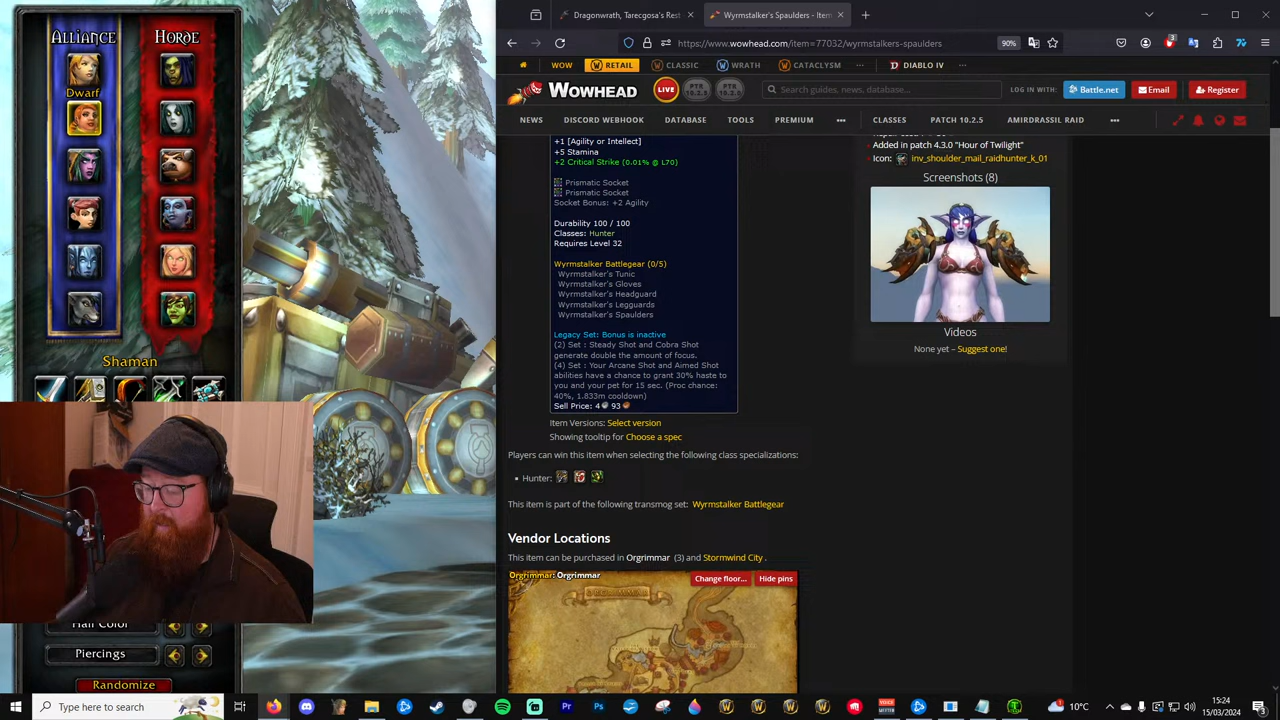 Alliance
Horde
Dwarf
Shaman
Hair Color
Piercings
Randomize
Dragonwrath, Tarecgosa's Rest
Wyrmstalker's Spaulders - Item
https://www.wowhead.com/item=77032/wyrmstalkers-spaulders
90%
3
WOW
RETAIL
CLASSIC
WRATH
CATACLYSM
DIABLO IV
WOWHEAD
LIVE
PTR
10.2.6
PTR
Search guides, news, database...
LOG IN WITH:
Battle.net
Email
Register
NEWS
DISCORD WEBHOOK
DATABASE
TOOLS
PREMIUM
CLASSES
PATCH 10.2.5
AMIRDRASSIL RAID
+1 [Agility or Intellect]
+5 Stamina
+2 Critical Strike (0.01% @ L70)
Prismatic Socket
Prismatic Socket
Socket Bonus: +2 Agility
Durability 100 / 100
Classes: Hunter
Requires Level 32
Wyrmstalker Battlegear (0/5)
Wyrmstalker's Tunic
Wyrmstalker's Gloves
Wyrmstalker's Headguard
Wyrmstalker's Legguards
Wyrmstalker's Spaulders
Legacy Set: Bonus is inactive
(2) Set : Steady Shot and Cobra Shot
generate double the amount of focus.
(4) Set : Your Arcane Shot and Aimed Shot
abilities have a chance to grant 30% haste to
you and your pet for 15 sec. (Proc chance:
40%, 1.833m cooldown)
Sell Price: 4 93
Item Versions: Select version
Showing tooltip for Choose a spec
Players can win this item when selecting the following class specializations:
Hunter:
This item is part of the following transmog set: Wyrmstalker Battlegear
Vendor Locations
This item can be purchased in Orgrimmar (3) and Stormwind City .
Orgrimmar: Orgrimmar
Change floor...
Hide pins
ORGRIMMAR
Added in patch 4.3.0 "Hour of Twilight"
Icon: inv_shoulder_mail_raidhunter_k_01
Screenshots (8)
Videos
None yet – Suggest one!
Type here to search
10°C
15:24
15/03/2024